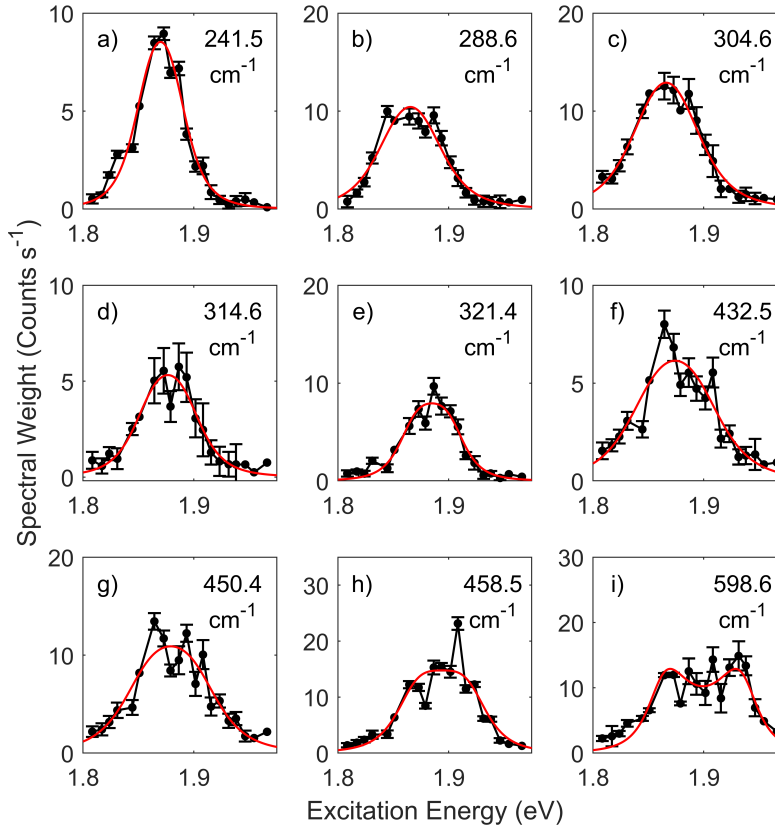 a) 241.5
cm⁻¹
10
5
0
1.8 1.9
b) 288.6
cm⁻¹
20
10
0
1.8 1.9
c) 304.6
cm⁻¹
20
10
0
1.8 1.9
d) 314.6
cm⁻¹
10
5
0
1.8 1.9
e) 321.4
cm⁻¹
20
10
0
1.8 1.9
f) 432.5
cm⁻¹
10
5
0
1.8 1.9
g) 450.4
cm⁻¹
20
10
0
1.8 1.9
h) 458.5
cm⁻¹
35
30
20
10
0
1.8 1.9
i) 598.6
cm⁻¹
30
20
10
0
1.8 1.9
Spectral Weight (Counts s⁻¹)
Excitation Energy (eV)